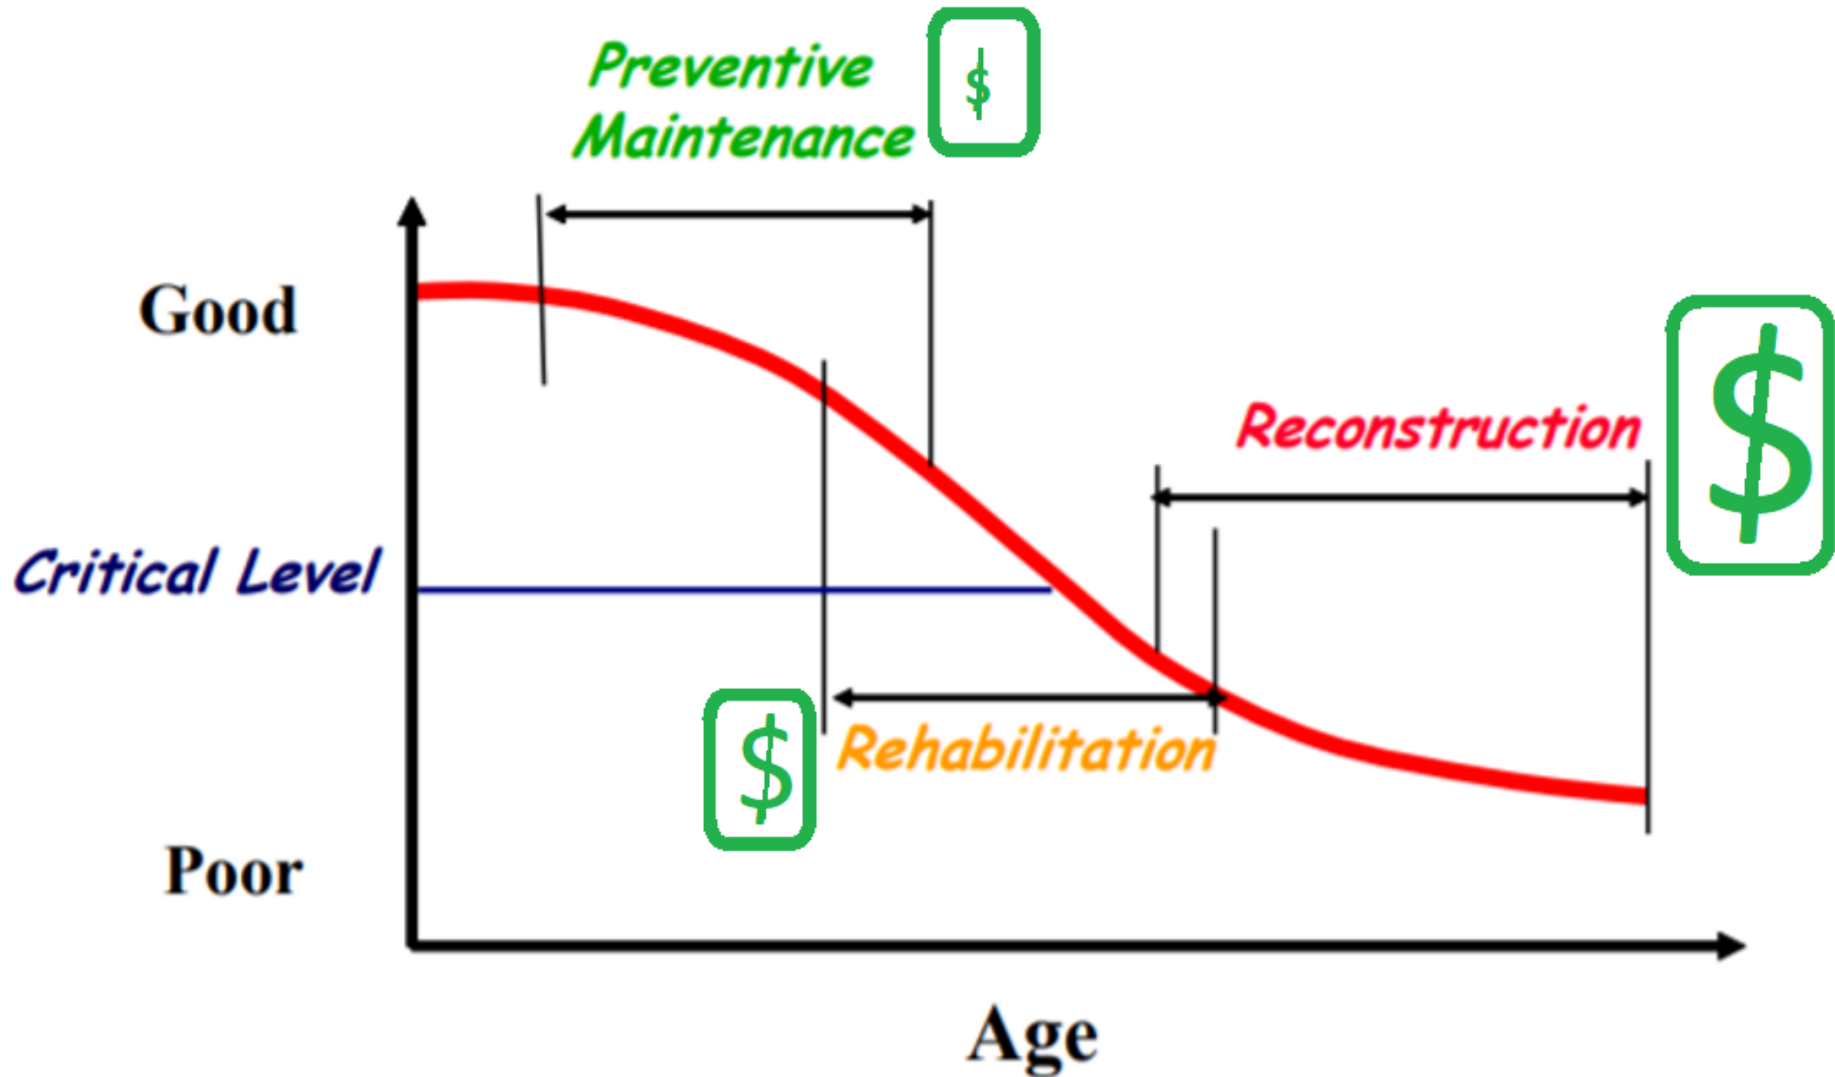 Preventive
Maintenance
$
Good
Reconstruction
$
Critical Level
$
Rehabilitation
Poor
Age